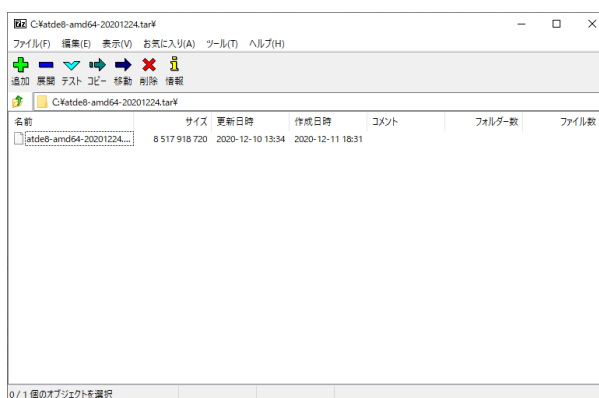 7z C:¥atde8-amd64-20201224.tar¥
ファイル(F) 編集(E) 表示(V) お気に入り(A) ツール(T) ヘルプ(H)
追加 展開 テスト コピー 移動 削除 情報
C:¥atde8-amd64-20201224.tar¥
名前 サイズ 更新日時 作成日時 コメント フォルダー数 ファイル数
atde8-amd64-20201224.... 8 517 918 720 2020-12-10 13:34 2020-12-11 18:31
0 / 1 個のオブジェクトを選択